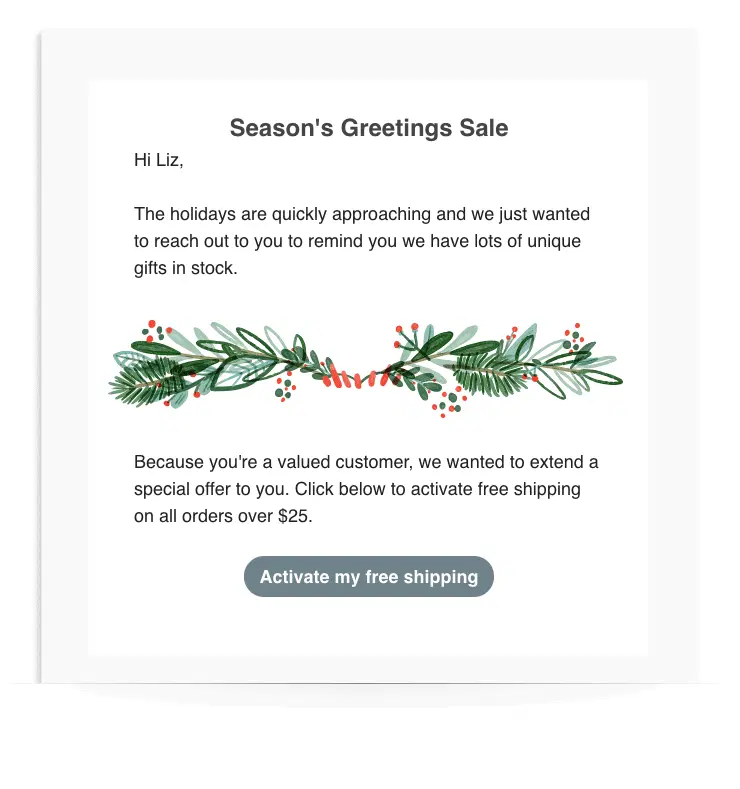 Season's Greetings Sale
Hi Liz,
The holidays are quickly approaching and we just wanted
to reach out to you to remind you we have lots of unique
gifts in stock.
Because you're a valued customer, we wanted to extend a
special offer to you. Click below to activate free shipping
on all orders over $25.
Activate my free shipping